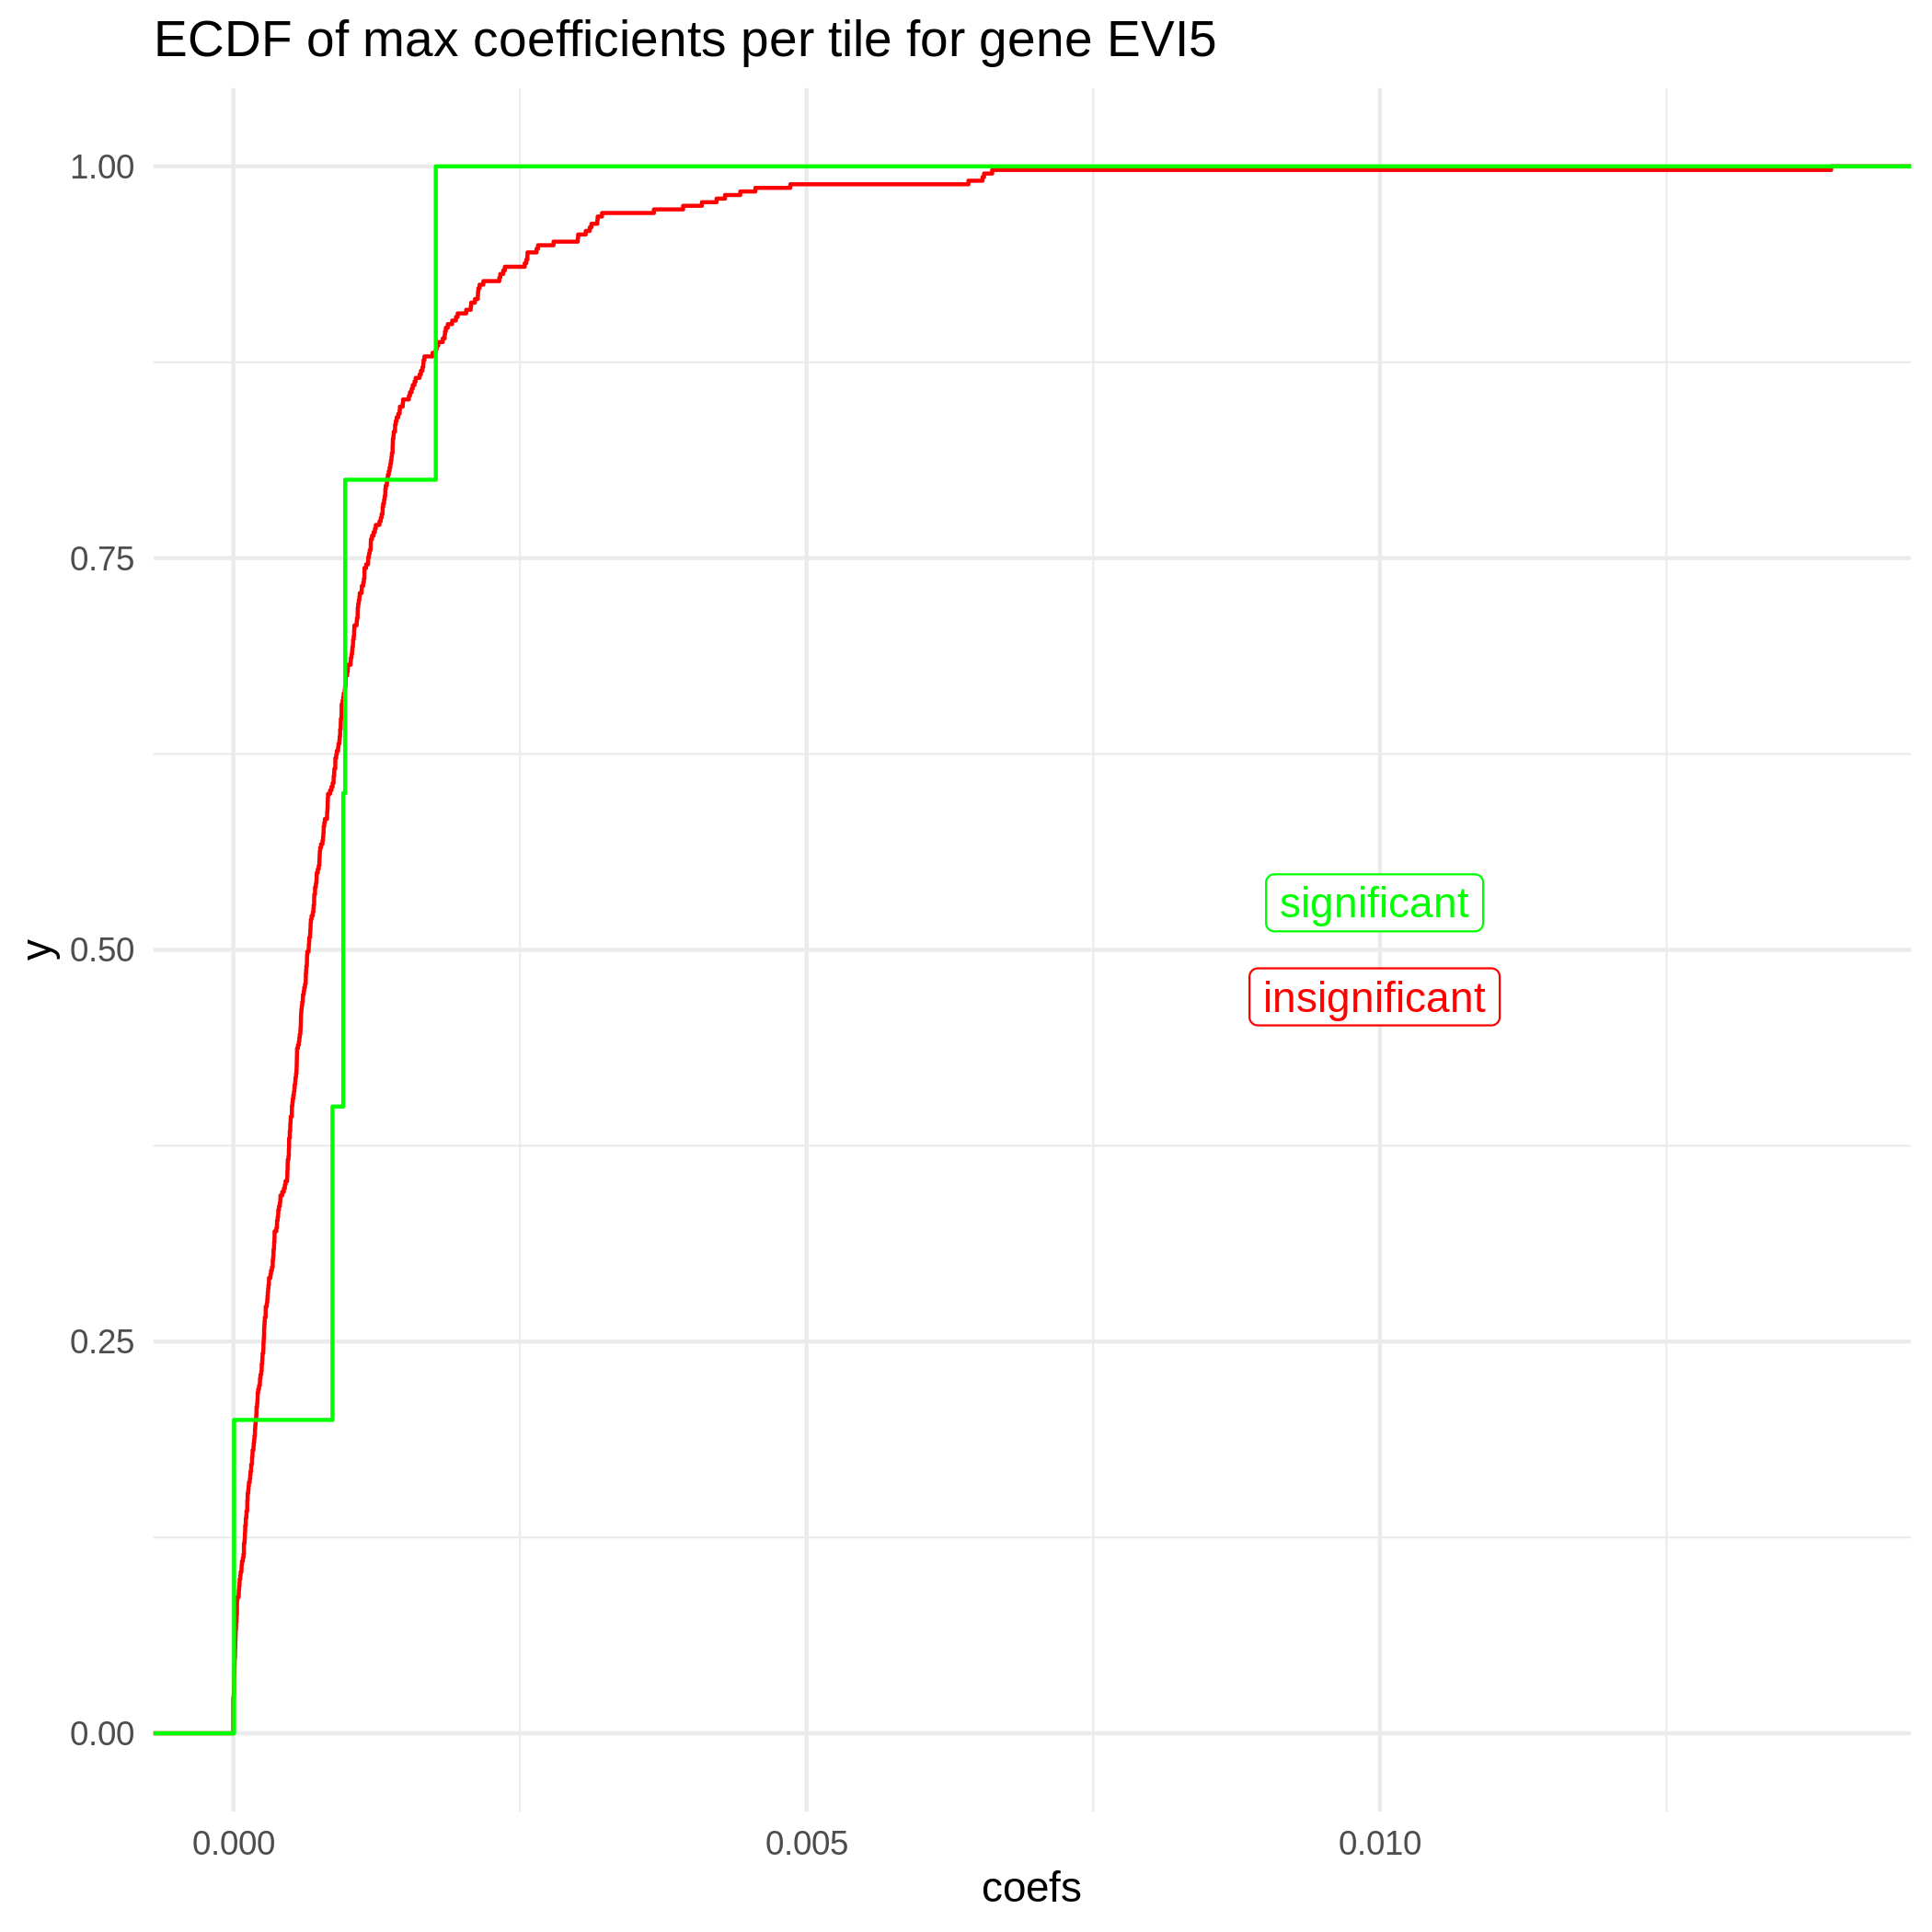 ECDF of max coefficients per tile for gene EVI5
1.00
0.75
0.50
0.25
0.00
y
significant
insignificant
0.000
0.005
0.010
coefs